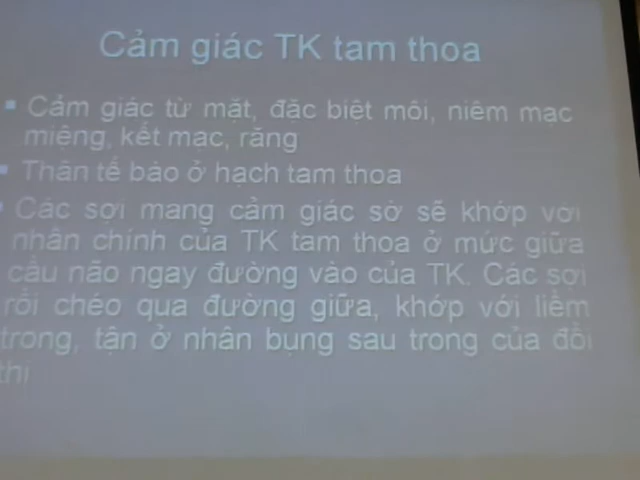 Cảm giác TK tam thoa
Cảm giác từ mặt, đặc biệt môi, niêm mạc
miệng, kết mạc, răng
Thân tế bào ở hạch tam thoa
Các sợi mang cảm giác sờ sẽ khớp với
nhân chính của TK tam thoa ở mức giữa
cầu não ngay đường vào của TK. Các sợi
rồi chéo qua đường giữa, khớp với liềm
trong, tận ở nhân bụng sau trong của đồi
thị